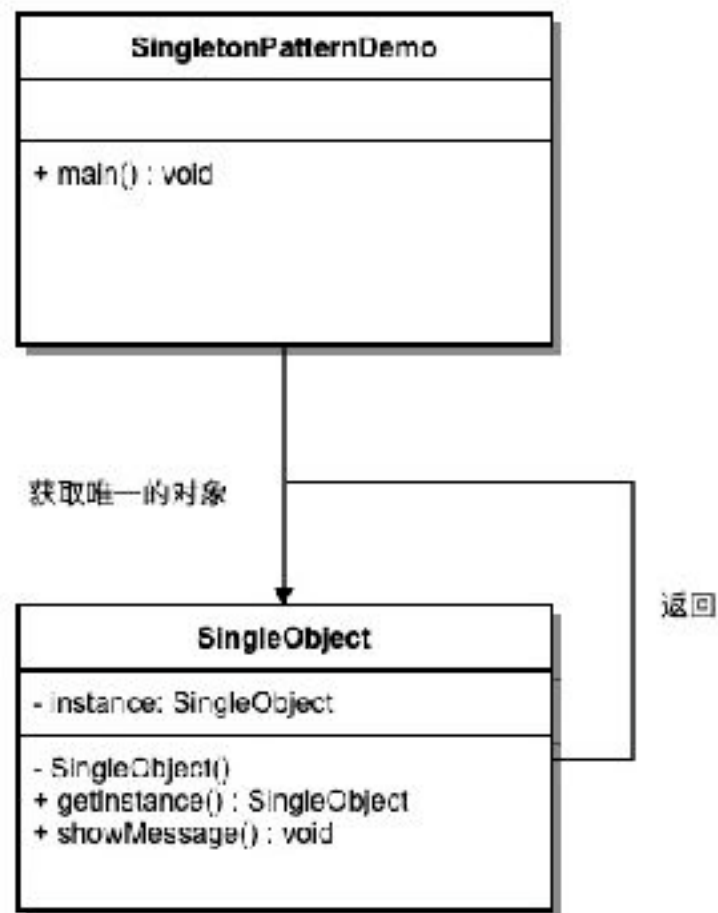 SingletonPatternDemo
+ main() : void
获取唯一的对象
返回
SingleObject
- instance: SingleObject
- SingleObject()
+ getInstance() : SingleObject
+ showMessage() : void